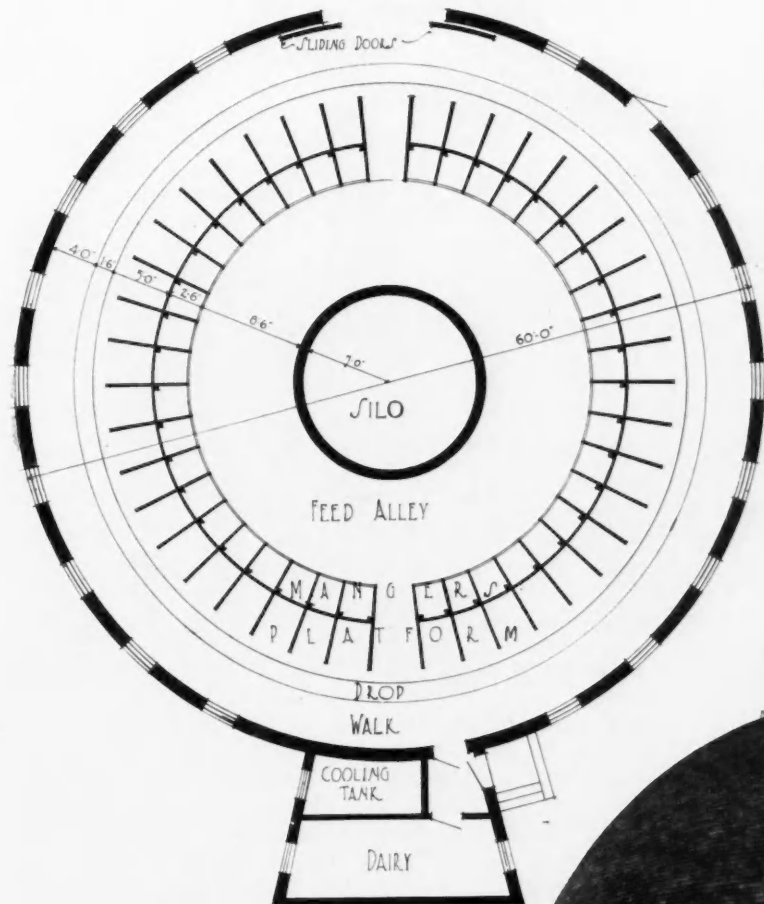 SLIDING DOORS
4'-0" 1'-6" 5'-0" 2'-6" 8'-6" 7'-0"
60'-0"
SILO
FEED ALLEY
MANGERS
PLATFORM
DROP
WALK
COOLING
TANK
DAIRY